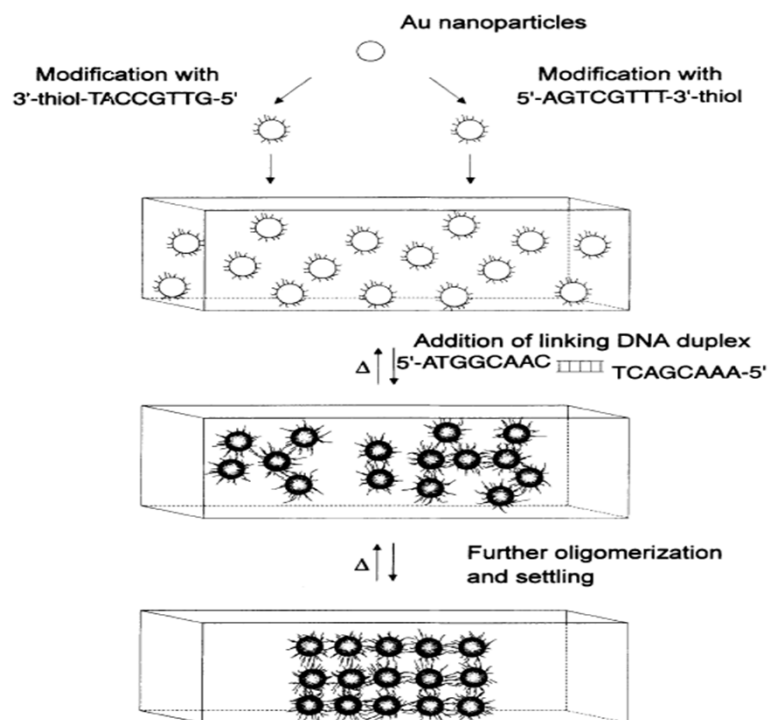 Au nanoparticles
Modification with
3'-thiol-TACCGTTG-5'
Modification with
5'-AGTCGTTT-3'-thiol
Addition of linking DNA duplex
Δ
5'-ATGGCAAC
TCAGCAAA-5'
Δ
Further oligomerization
and settling